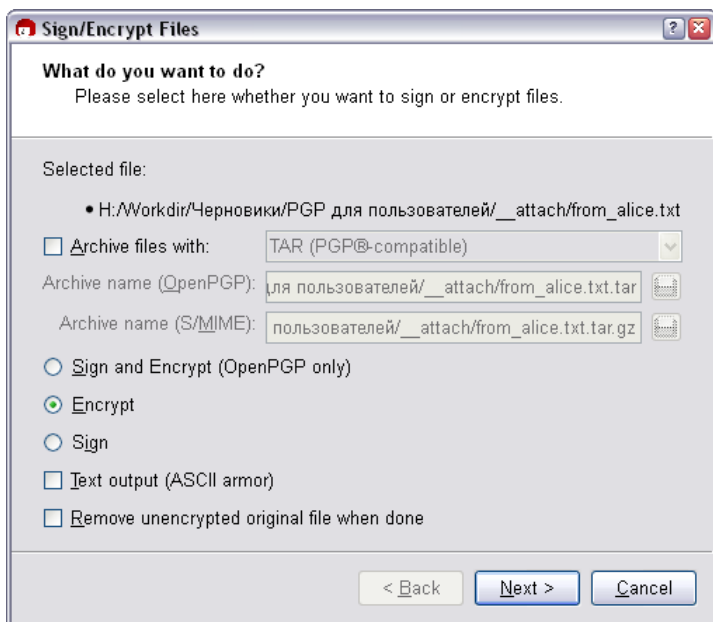 Sign/Encrypt Files
What do you want to do?
Please select here whether you want to sign or encrypt files.
Selected file:
• H:/Workdir/Черновики/PGP для пользователей/__attach/from_alice.txt
Archive files with: TAR (PGP®-compatible)
Archive name (OpenPGP): для пользователей/__attach/from_alice.txt.tar
Archive name (S/MIME): пользователей/__attach/from_alice.txt.tar.gz
Sign and Encrypt (OpenPGP only)
Encrypt
Sign
Text output (ASCII armor)
Remove unencrypted original file when done
< Back Next > Cancel